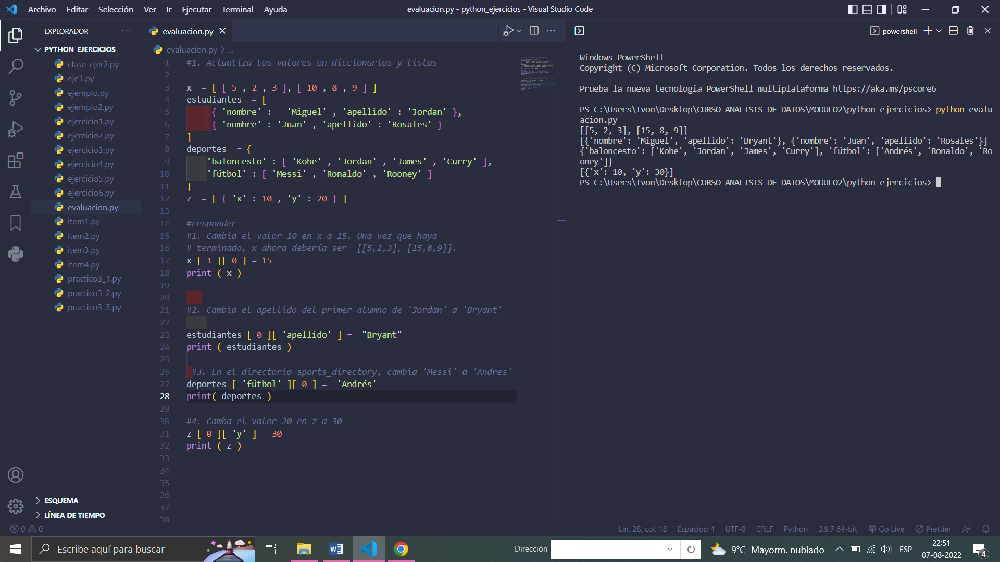 Archivo Editar Selección Ver Ir Ejecutar Terminal Ayuda
evaluacion.py - python_ejercicios - Visual Studio Code
EXPLORADOR
PYTHON_EJERCICIOS
clase_ejer2.py
eje1.py
ejemplo.py
ejemplo2.py
ejercicio1.py
ejercicio2.py
ejercicio3.py
ejercicio4.py
ejercicio5.py
ejercicio6.py
evaluacion.py
item1.py
item2.py
item3.py
item4.py
practico3_1.py
practico3_2.py
practico3_3.py
ESQUEMA
LÍNEA DE TIEMPO
evaluacion.py
evaluacion.py > ...
1 #1. Actualiza los valores en diccionarios y listas
2
3 x = [ [ 5 , 2 , 3 ], [ 10 , 8 , 9 ] ]
4 estudiantes = [
5 { 'nombre' : 'Miguel' , 'apellido' : 'Jordan' },
6 { 'nombre' : 'Juan' , 'apellido' : 'Rosales' }
7 ]
8 deportes = {
9 'baloncesto' : [ 'Kobe' , 'Jordan' , 'James' , 'Curry' ],
10 'fútbol' : [ 'Messi' , 'Ronaldo' , 'Rooney' ]
11 }
12 z = [ { 'x' : 10 , 'y' : 20 } ]
13
14 #responder
15 #1. Cambia el valor 10 en x a 15. Una vez que haya
16 # terminado, x ahora debería ser [[5,2,3], [15,8,9]].
17 x [ 1 ][ 0 ] = 15
18 print ( x )
19
20
21 #2. Cambia el apellido del primer alumno de 'Jordan' a 'Bryant'
22
23 estudiantes [ 0 ][ 'apellido' ] = "Bryant"
24 print ( estudiantes )
25
26 #3. En el directorio sports_directory, cambia 'Messi' a 'Andres'
27 deportes [ 'fútbol' ][ 0 ] = 'Andrés'
28 print( deportes )
29
30 #4. Camba el valor 20 en z a 30
31 z [ 0 ][ 'y' ] = 30
32 print ( z )
33
34
35
36
37
38
powershell
Windows PowerShell
Copyright (C) Microsoft Corporation. Todos los derechos reservados.
Prueba la nueva tecnología PowerShell multiplataforma https://aka.ms/pscore6
PS C:\Users\Ivon\Desktop\CURSO ANALISIS DE DATOS\MODULO2\python_ejercicios> python evalu
acion.py
[[5, 2, 3], [15, 8, 9]]
[{'nombre': 'Miguel', 'apellido': 'Bryant'}, {'nombre': 'Juan', 'apellido': 'Rosales'}]
{'baloncesto': ['Kobe', 'Jordan', 'James', 'Curry'], 'fútbol': ['Andrés', 'Ronaldo', 'Ro
oney']}
[{'x': 10, 'y': 30}]
PS C:\Users\Ivon\Desktop\CURSO ANALISIS DE DATOS\MODULO2\python_ejercicios>
0 0
Lín. 28, col. 18 Espacios: 4 UTF-8 CRLF Python 3.9.7 64-bit Go Live Prettier
Escribe aquí para buscar
Dirección
9°C Mayorm. nublado
ESP
22:51
07-08-2022
4